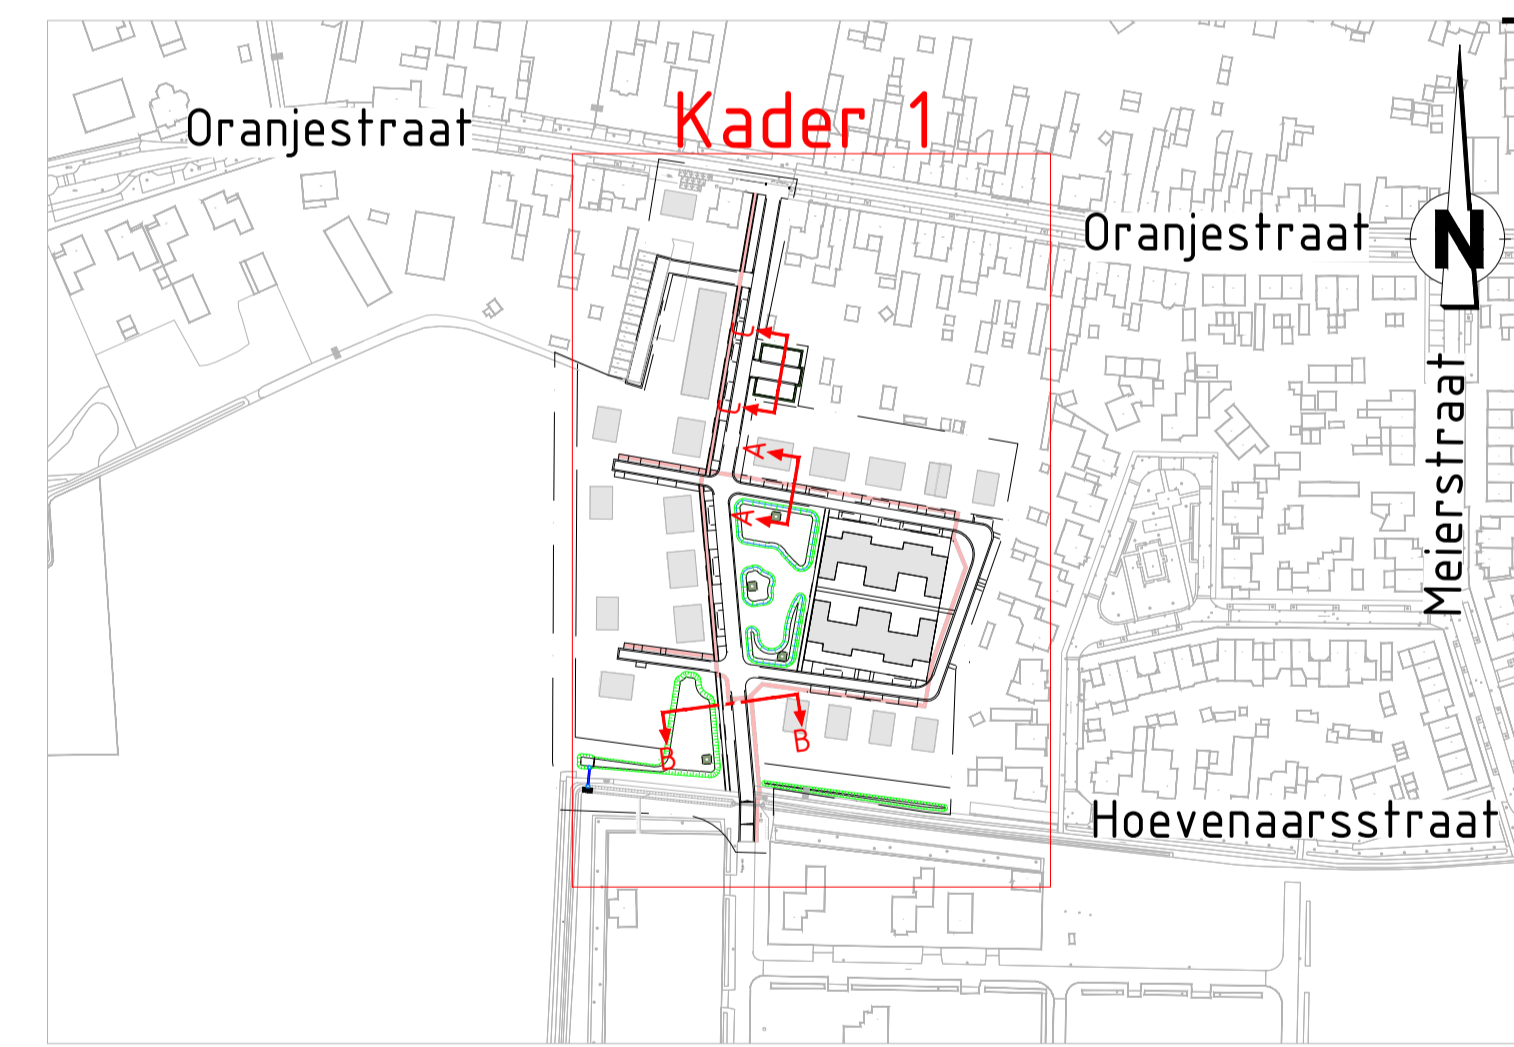 Kader 1
Oranjestraat
Oranjestraat
N
C
C
A
A
Meierstraat
B
B
Hoevenaarsstraat